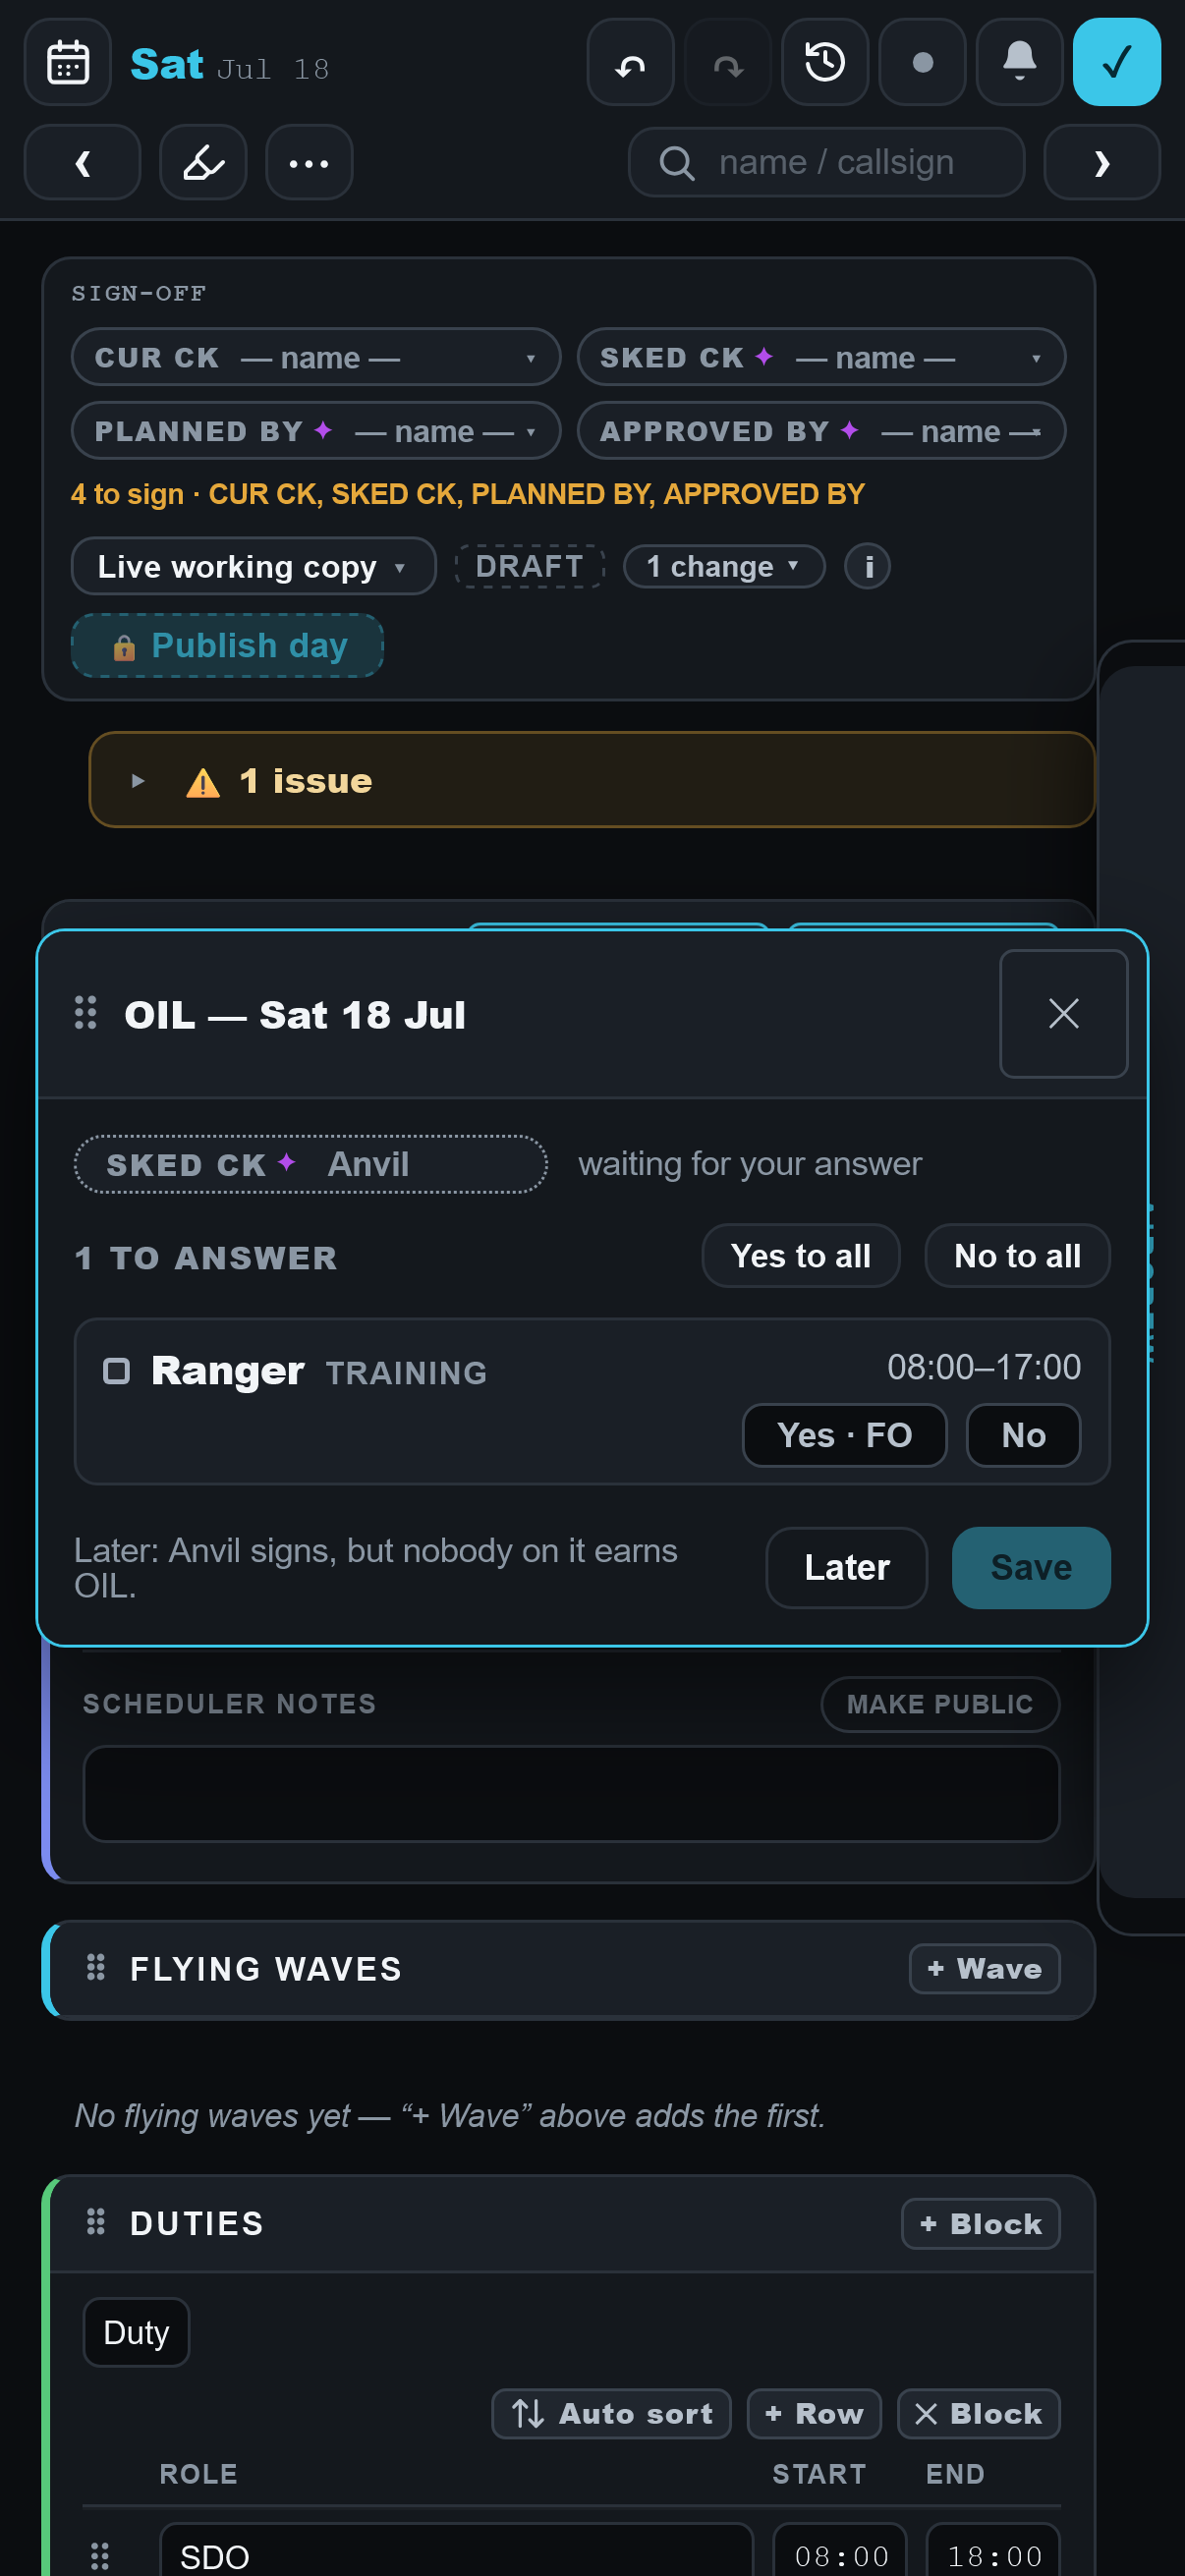 Sat Jul 18
name / callsign
SIGN-OFF
CUR CK — name —
SKED CK — name —
PLANNED BY — name —
APPROVED BY — name —
4 to sign · CUR CK, SKED CK, PLANNED BY, APPROVED BY
Live working copy DRAFT 1 change i
Publish day
1 issue
OIL — Sat 18 Jul
SKED CK Anvil waiting for your answer
1 TO ANSWER Yes to all No to all
Ranger TRAINING 08:00–17:00
Yes · FO No
Later: Anvil signs, but nobody on it earns
OIL.
Later Save
SCHEDULER NOTES MAKE PUBLIC
FLYING WAVES + Wave
No flying waves yet — “+ Wave” above adds the first.
DUTIES + Block
Duty
Auto sort + Row × Block
ROLE START END
SDO 08:00 18:00